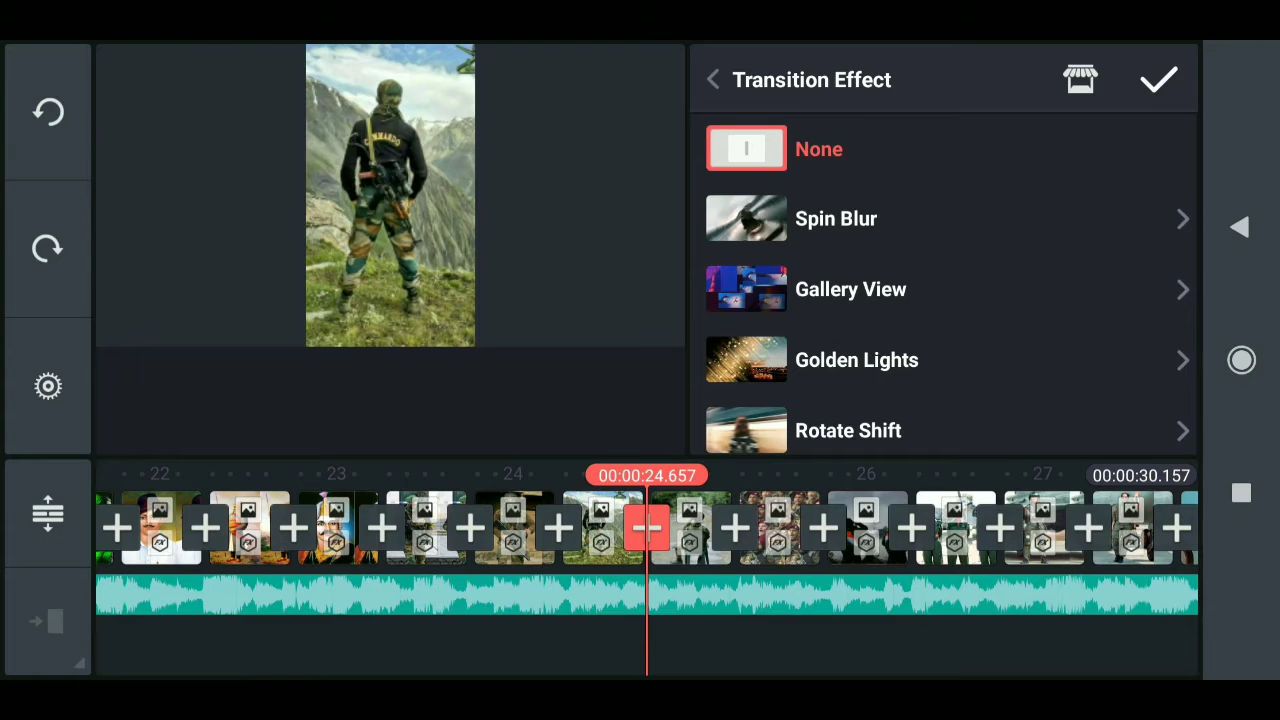 Transition Effect
None
Spin Blur
Gallery View
Golden Lights
Rotate Shift
COMMANDO
22 23 24 00:00:24.657 26 27 00:00:30.157